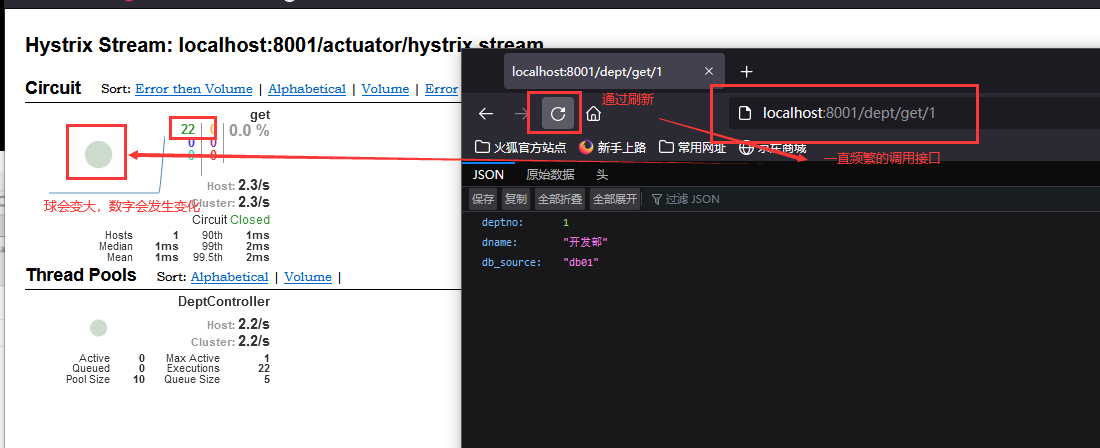 Hystrix Stream: localhost:8001/actuator/hystrix.stream
Circuit Sort: Error then Volume | Alphabetical | Volume | Error
get
22 0 0.0 %
0 0
0 0
Host: 2.3/s
Cluster: 2.3/s
球会变大，数字会发生变化
Circuit Closed
Hosts 1 90th 1ms
Median 1ms 99th 2ms
Mean 1ms 99.5th 2ms
Thread Pools Sort: Alphabetical | Volume |
DeptController
Host: 2.2/s
Cluster: 2.2/s
Active 0 Max Active 1
Queued 0 Executions 22
Pool Size 10 Queue Size 5
localhost:8001/dept/get/1
通过刷新
localhost:8001/dept/get/1
火狐官方站点 新手上路 常用网址 京东商城
一直频繁的调用接口
JSON 原始数据 头
保存 复制 全部折叠 全部展开 过滤 JSON
deptno: 1
dname: "开发部"
db_source: "db01"